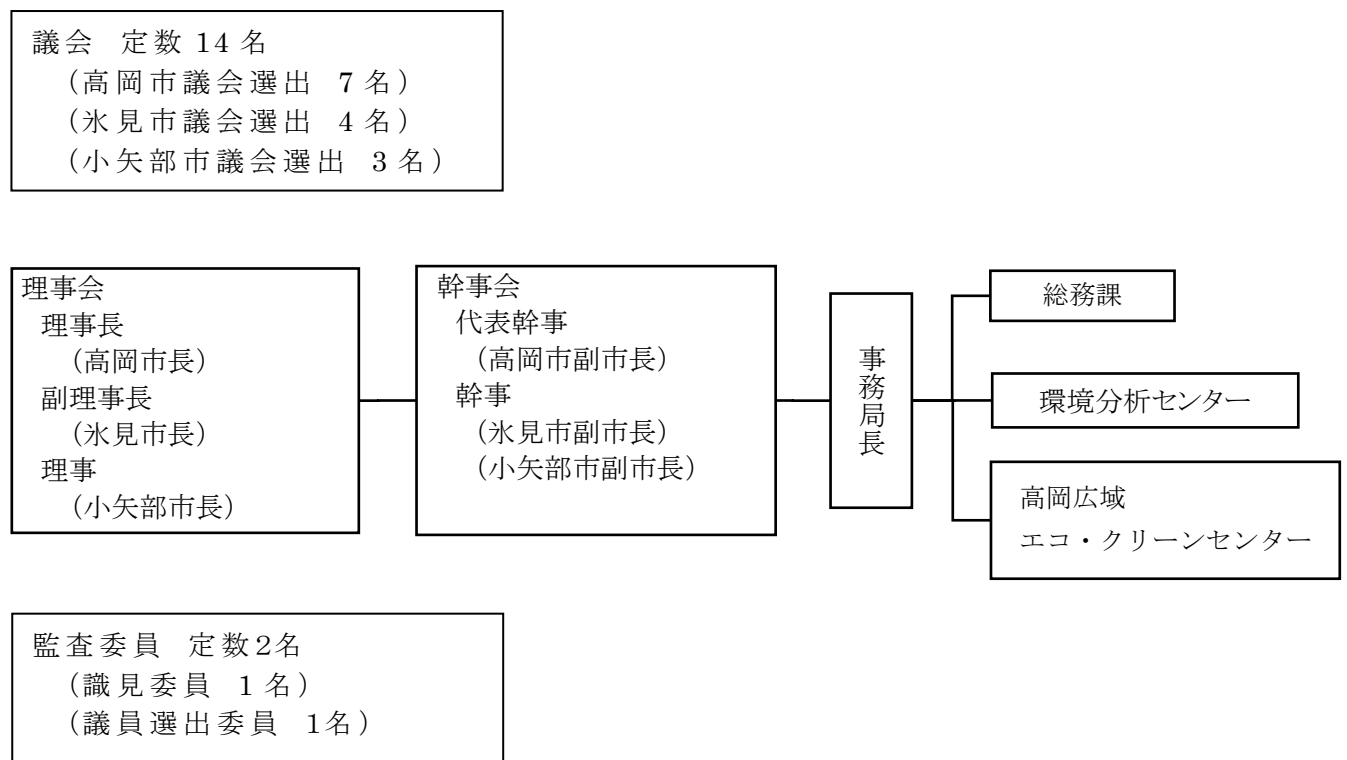 議会 定数 14 名
（高岡市議会選出 7 名）
（氷見市議会選出 4 名）
（小矢部市議会選出 3 名）
理事会
理事長
（高岡市長）
副理事長
（氷見市長）
理事
（小矢部市長）
幹事会
代表幹事
（高岡市副市長）
幹事
（氷見市副市長）
（小矢部市副市長）
事務局長
総務課
環境分析センター
高岡広域
エコ・クリーンセンター
監査委員 定数2名
（識見委員 1 名）
（議員選出委員 1名）